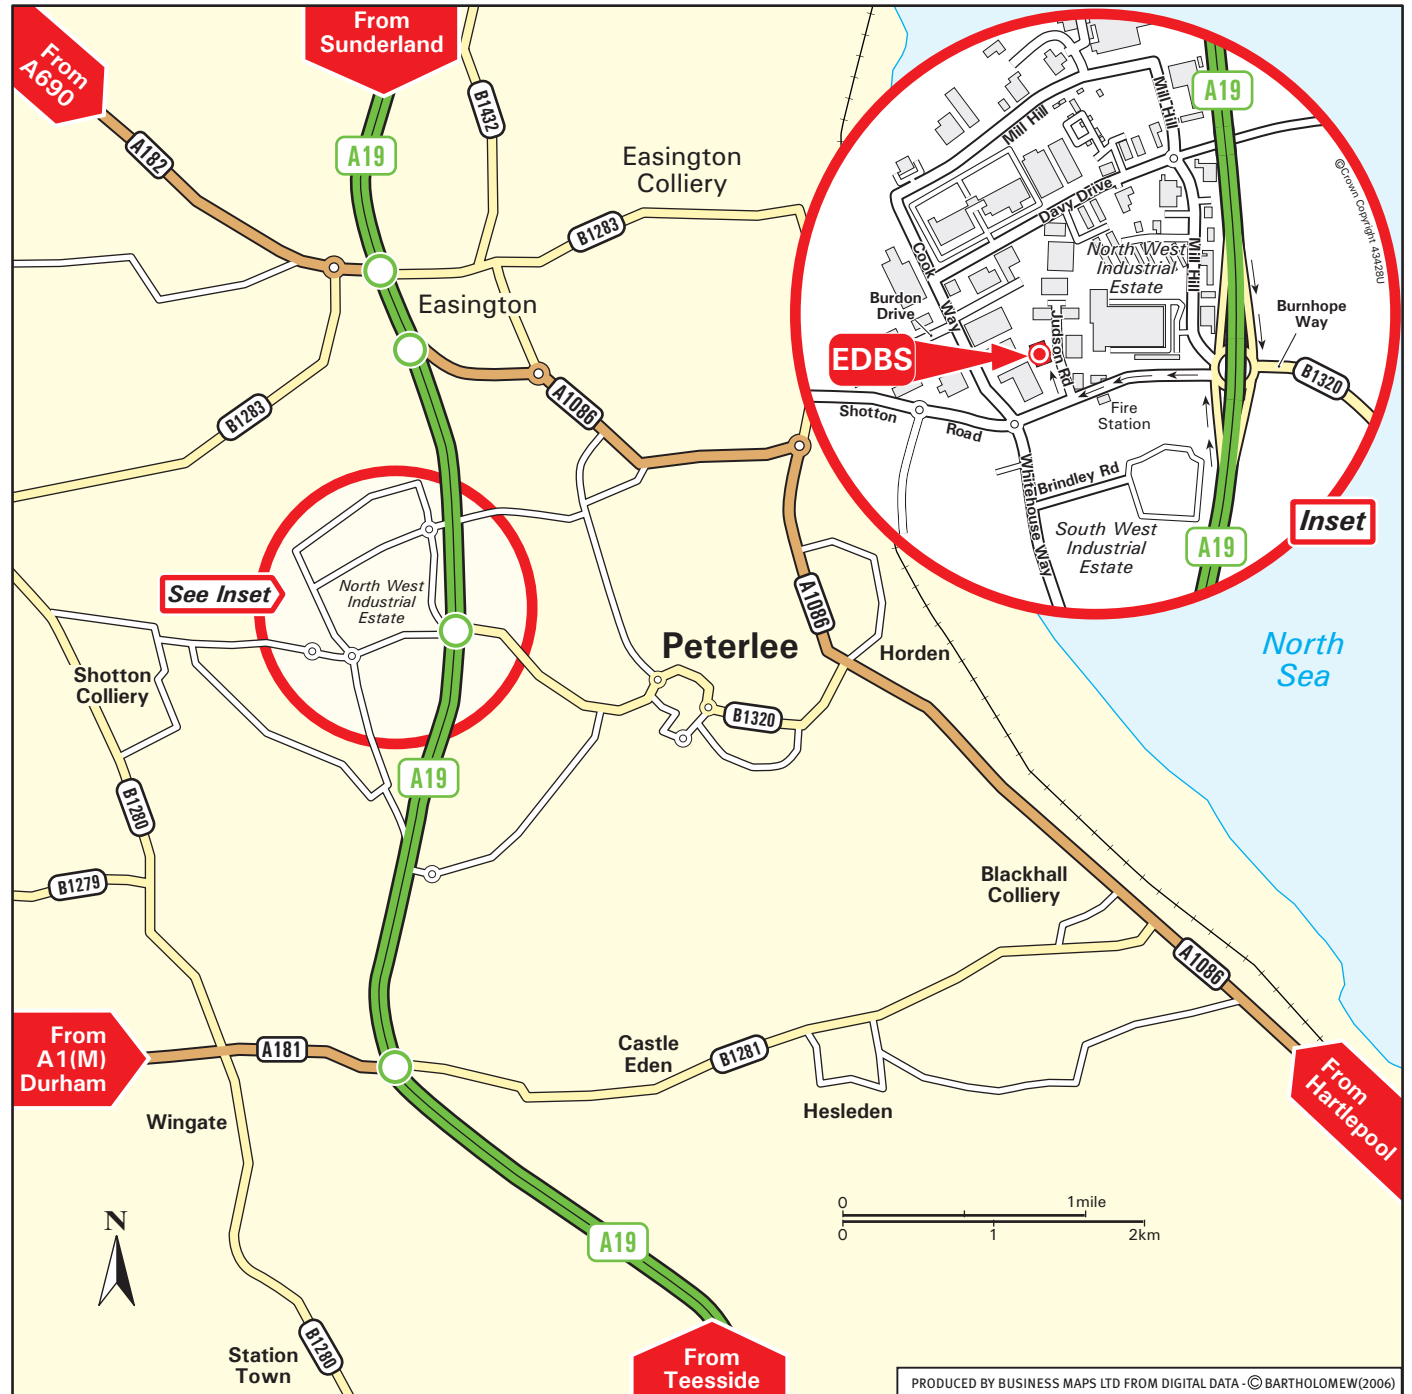 From
Sunderland
From
A690
A182
A19
B1432
Easington
Colliery
B1283
Easington
B1283
A1086
See Inset
North West
Industrial
Estate
Peterlee
A1086
Horden
Shotton
Colliery
B1320
A19
B1280
B1279
Blackhall
Colliery
A1086
From
A1(M)
Durham
A181
Castle
Eden
B1281
Hesleden
Wingate
From
Hartlepool
N
0
1mile
0
1
2km
A19
Station
Town
B1280
From
Teesside
North
Sea
A19
Mill Hill
Mill Hill
Davy Drive
North West
Industrial
Estate
Mill Hill
Cook
Way
Burdon
Drive
Judson Rd
EDBS
Burnhope
Way
B1320
Shotton
Road
Fire
Station
Whitehouse Way
Brindley Rd
South West
Industrial
Estate
A19
Inset
©Crown Copyright 43428U
PRODUCED BY BUSINESS MAPS LTD FROM DIGITAL DATA - © BARTHOLOMEW(2006)